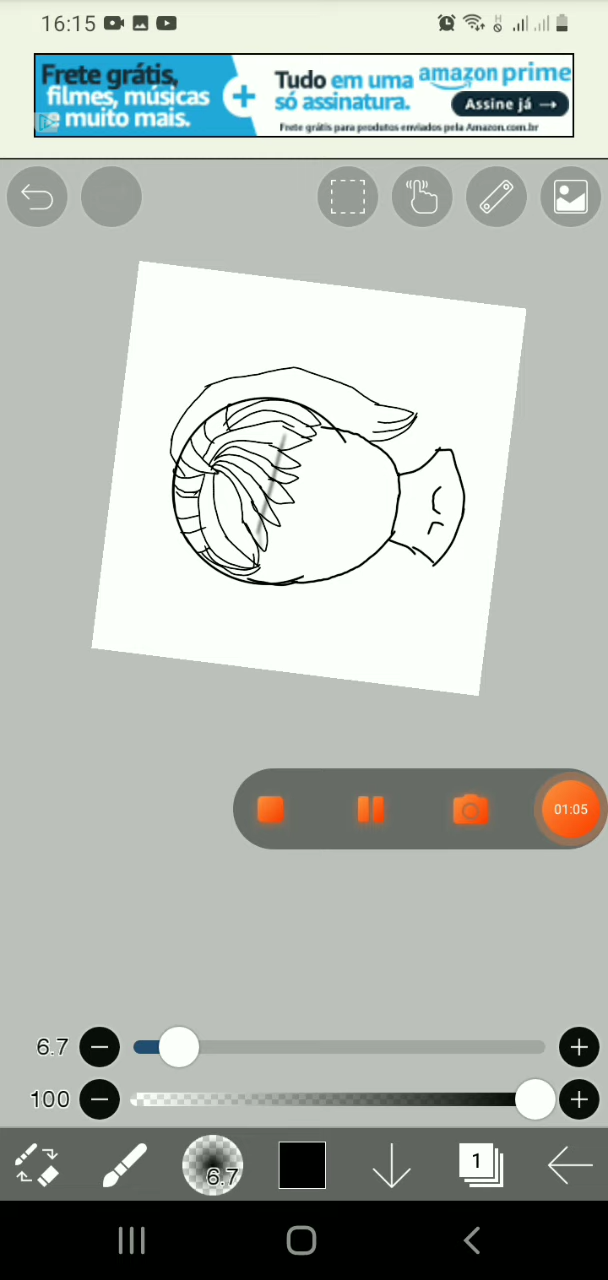 16:15
Frete grátis,
filmes, músicas
e muito mais.
+
Tudo em uma
só assinatura.
amazon prime
Assine já →
Frete grátis para produtos enviados pela Amazon.com.br
01:05
6.7
100
6.7
1